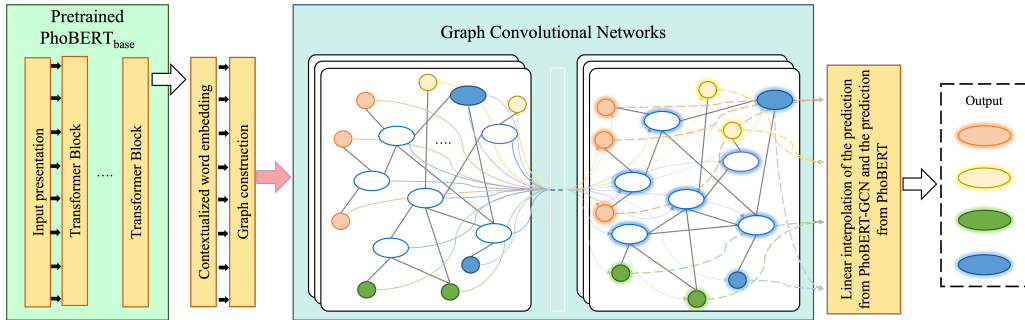 Pretrained
PhoBERTbase
Input presentation
Transformer Block
....
Transformer Block
Contextualized word embedding
Graph construction
Graph Convolutional Networks
....
Linear interpolation of the prediction
from PhoBERT-GCN and the prediction
from PhoBERT
Output